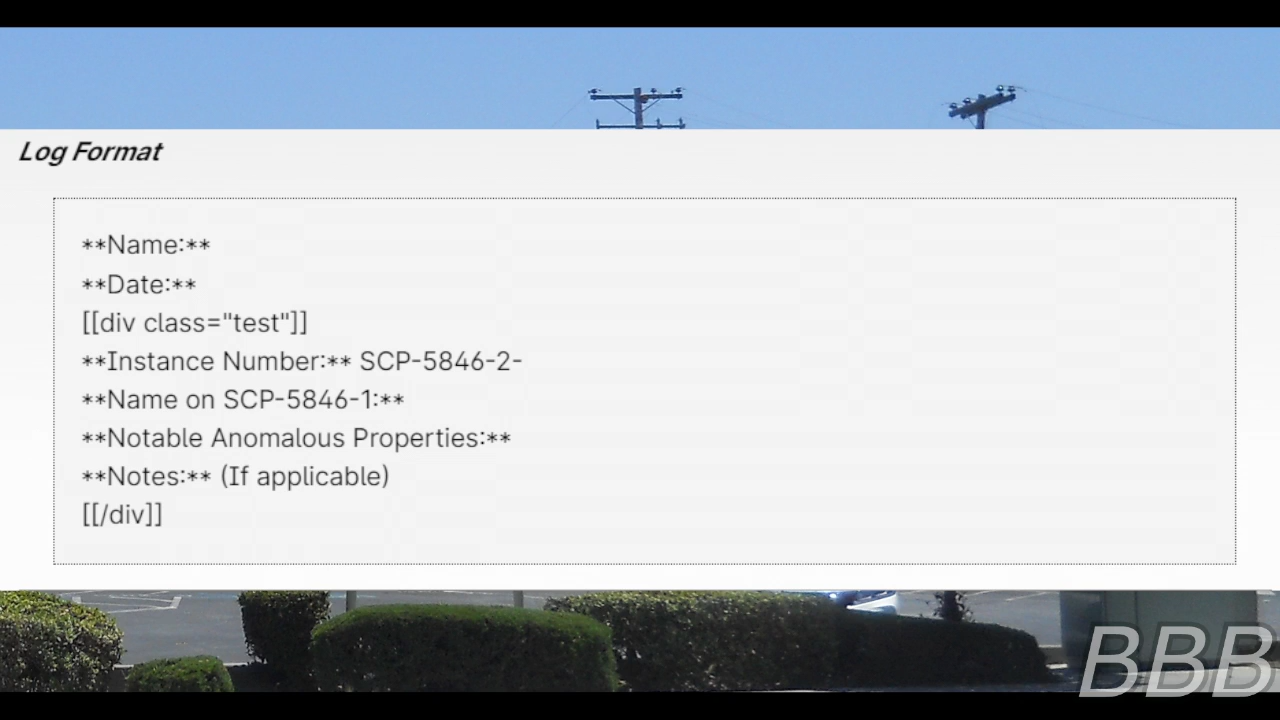 Log Format
**Name:**
**Date:**
[[div class="test"]]
**Instance Number:** SCP-5846-2-
**Name on SCP-5846-1:**
**Notable Anomalous Properties:**
**Notes:** (If applicable)
[[/div]]
BBB